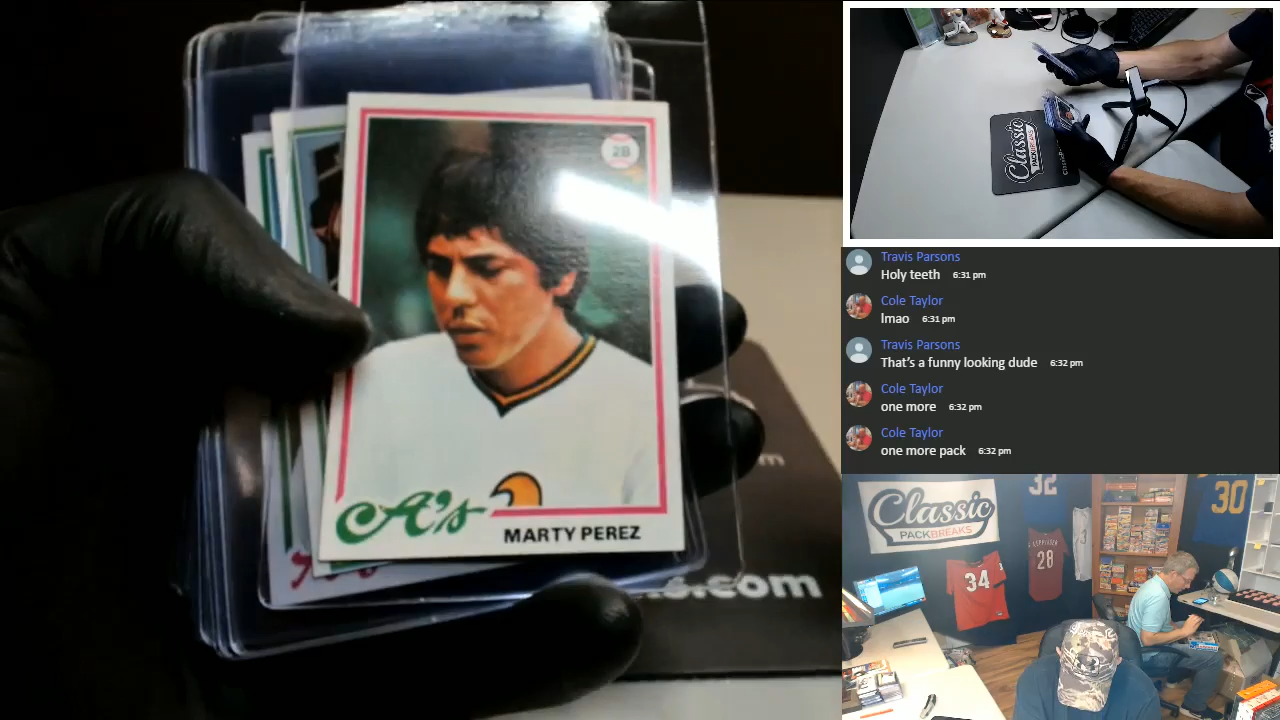 2B
A's
MARTY PEREZ
s.com
Classic
Travis Parsons
Holy teeth 6:31 pm
Cole Taylor
lmao 6:31 pm
Travis Parsons
That's a funny looking dude 6:32 pm
Cole Taylor
one more 6:32 pm
Cole Taylor
one more pack 6:32 pm
Classic
PACKBREAKS
32
30
34
28